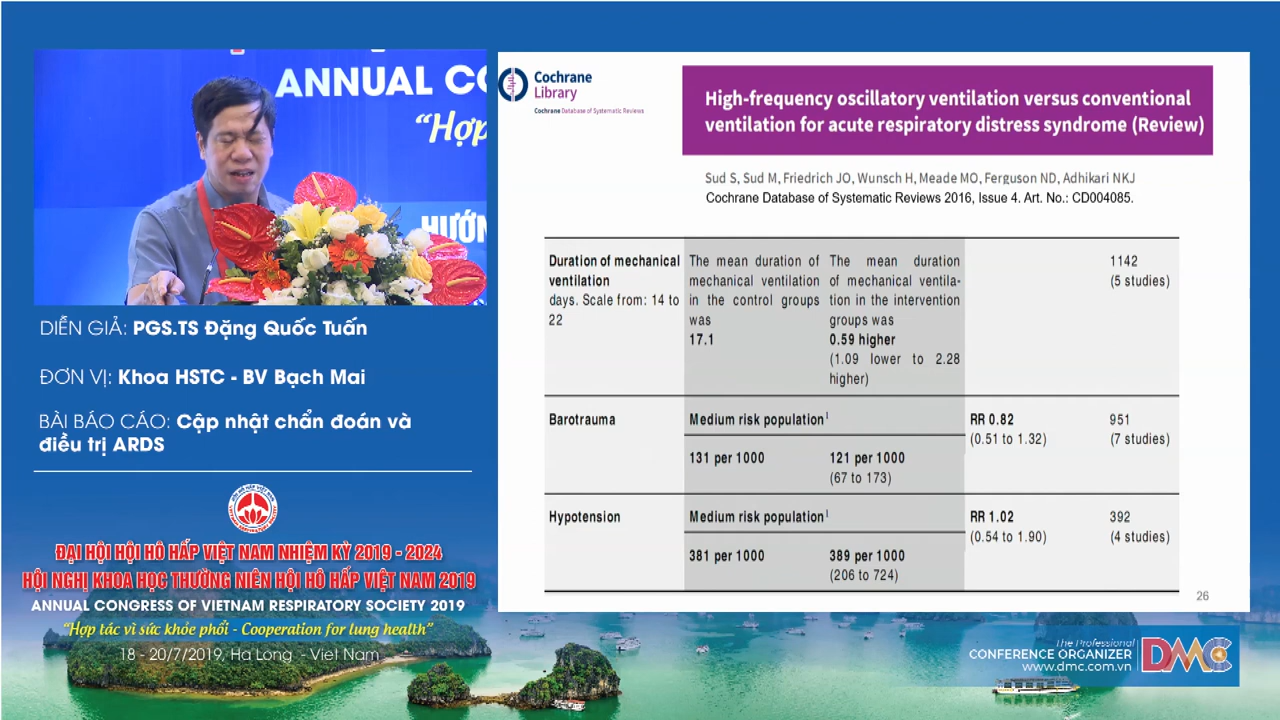 ANNUAL CO
“Hợp
HƯỚN
DIỄN GIẢ: PGS.TS Đặng Quốc Tuấn
ĐƠN VỊ: Khoa HSTC - BV Bạch Mai
BÀI BÁO CÁO: Cập nhật chẩn đoán và
điều trị ARDS
ĐẠI HỘI HỘI HÔ HẤP VIỆT NAM NHIỆM KỲ 2019 - 2024
HỘI NGHỊ KHOA HỌC THƯỜNG NIÊN HỘI HÔ HẤP VIỆT NAM 2019
ANNUAL CONGRESS OF VIETNAM RESPIRATORY SOCIETY 2019
“Hợp tác vì sức khỏe phổi - Cooperation for lung health”
18 - 20/7/2019, Ha Long - Viet Nam
Cochrane
Library
Cochrane Database of Systematic Reviews
High-frequency oscillatory ventilation versus conventional
ventilation for acute respiratory distress syndrome (Review)
Sud S, Sud M, Friedrich JO, Wunsch H, Meade MO, Ferguson ND, Adhikari NKJ
Cochrane Database of Systematic Reviews 2016, Issue 4. Art. No.: CD004085.
Duration of mechanical
ventilation
days. Scale from: 14 to
22
The mean duration of
mechanical ventilation
in the control groups
was
17.1
The mean duration
of mechanical ventila-
tion in the intervention
groups was
0.59 higher
(1.09 lower to 2.28
higher)
1142
(5 studies)
Barotrauma
Medium risk population¹
131 per 1000
121 per 1000
(67 to 173)
RR 0.82
(0.51 to 1.32)
951
(7 studies)
Hypotension
Medium risk population¹
381 per 1000
389 per 1000
(206 to 724)
RR 1.02
(0.54 to 1.90)
392
(4 studies)
26
The Professional
CONFERENCE ORGANIZER
www.dmc.com.vn
DMC